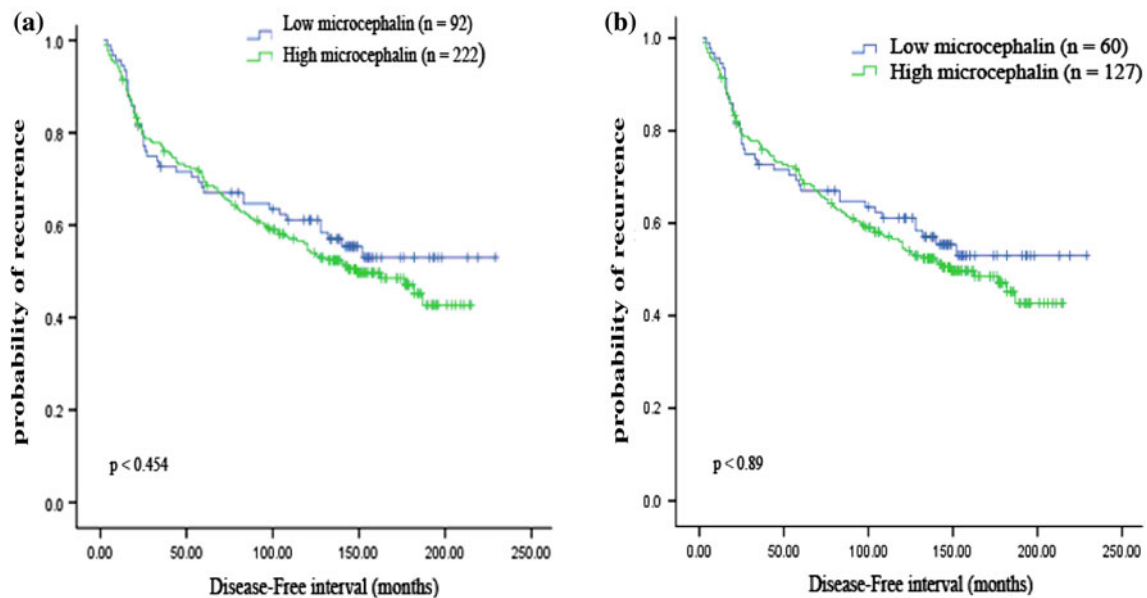 (a)
Low microcephalin (n = 92)
High microcephalin (n = 222)
probability of recurrence
1.0
0.8
0.6
0.4
0.2
0.0
p < 0.454
0.00 50.00 100.00 150.00 200.00 250.00
Disease-Free interval (months)
(b)
Low microcephalin (n = 60)
High microcephalin (n = 127)
probability of recurrence
1.0
0.8
0.6
0.4
0.2
0.0
p < 0.89
0.00 50.00 100.00 150.00 200.00 250.00
Disease-Free interval (months)